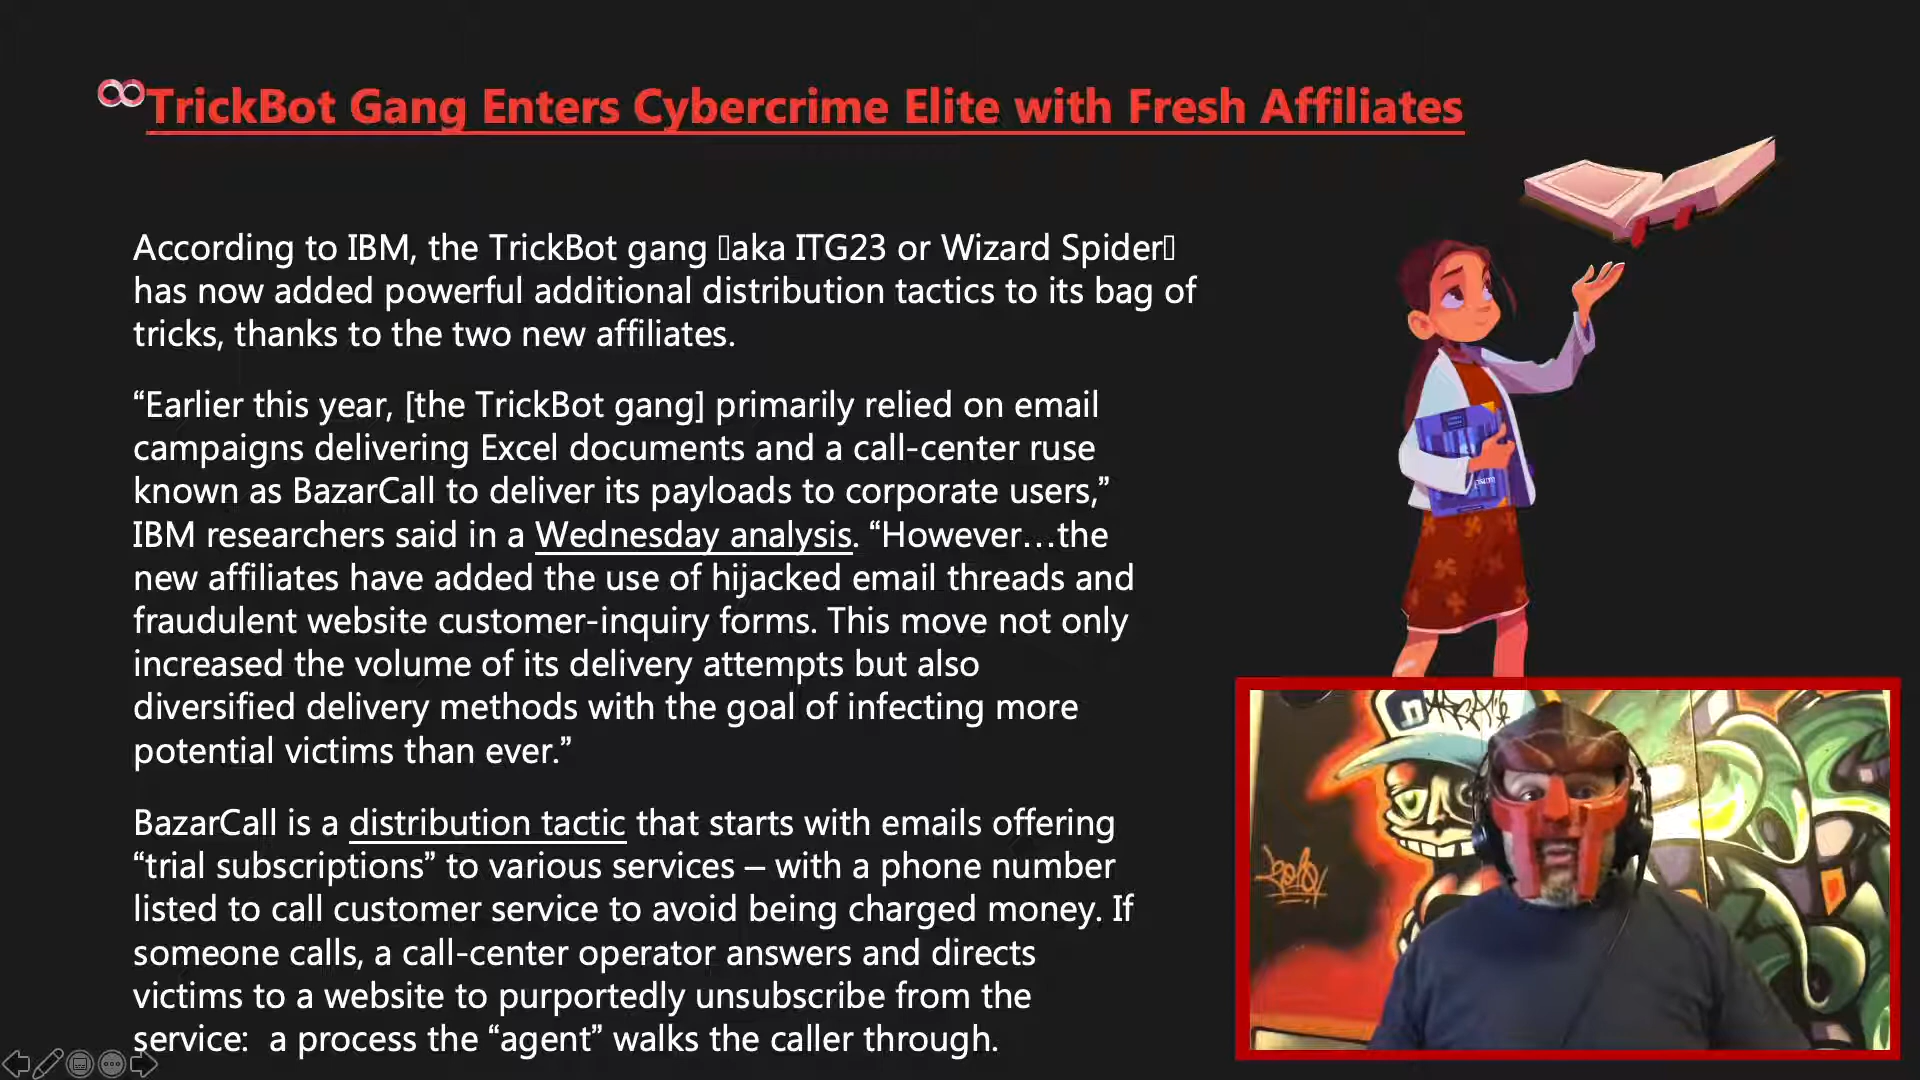 TrickBot Gang Enters Cybercrime Elite with Fresh Affiliates
According to IBM, the TrickBot gang aka ITG23 or Wizard Spider
has now added powerful additional distribution tactics to its bag of
tricks, thanks to the two new affiliates.
“Earlier this year, [the TrickBot gang] primarily relied on email
campaigns delivering Excel documents and a call-center ruse
known as BazarCall to deliver its payloads to corporate users,”
IBM researchers said in a Wednesday analysis. “However…the
new affiliates have added the use of hijacked email threads and
fraudulent website customer-inquiry forms. This move not only
increased the volume of its delivery attempts but also
diversified delivery methods with the goal of infecting more
potential victims than ever.”
BazarCall is a distribution tactic that starts with emails offering
“trial subscriptions” to various services – with a phone number
listed to call customer service to avoid being charged money. If
someone calls, a call-center operator answers and directs
victims to a website to purportedly unsubscribe from the
service:  a process the “agent” walks the caller through.